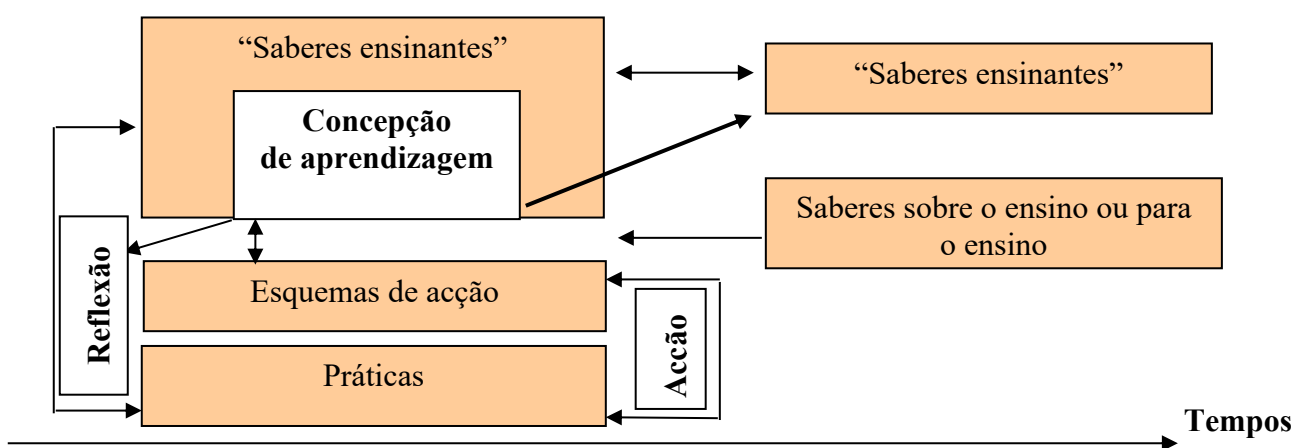 “Saberes ensinantes”
Concepção
de aprendizagem
“Saberes ensinantes”
Saberes sobre o ensino ou para
o ensino
Reflexão
Esquemas de acção
Práticas
Accão
Tempos